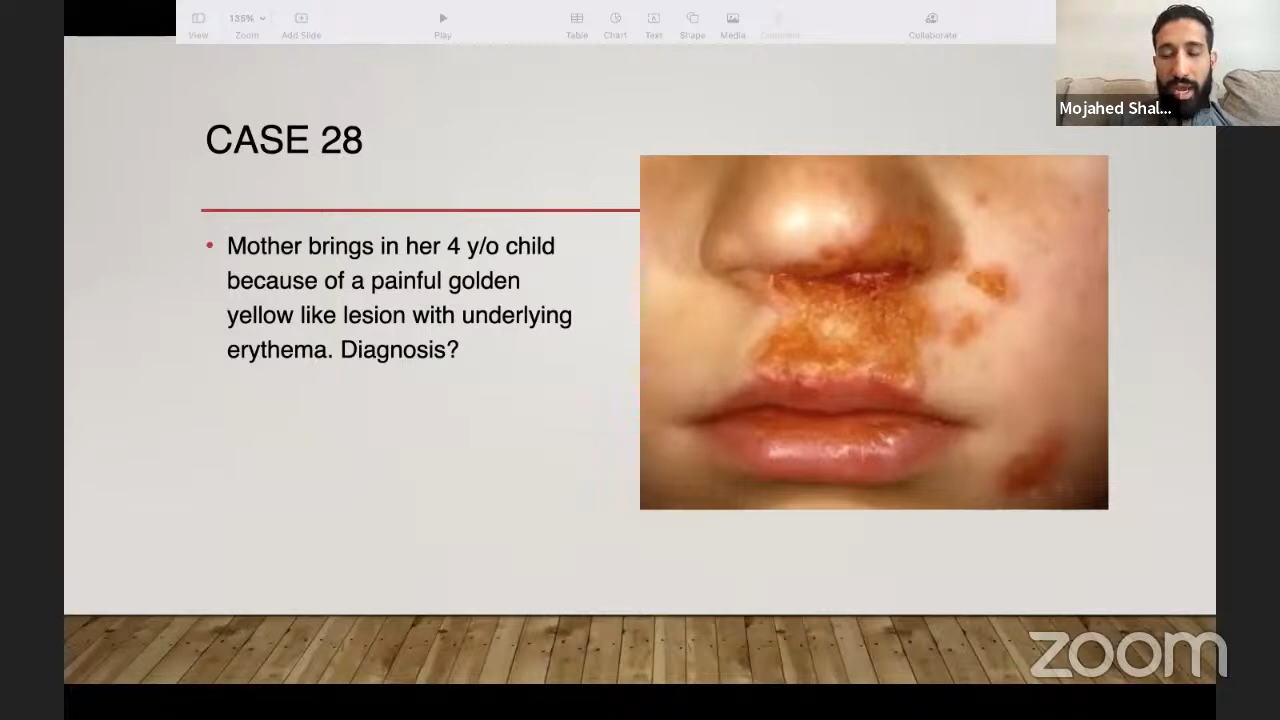 135%
View
Zoom
Add Slide
Play
Table
Chart
Text
Shape
Media
Comment
Collaborate
Mojahed Shal...
CASE 28
• Mother brings in her 4 y/o child
because of a painful golden
yellow like lesion with underlying
erythema. Diagnosis?
zoom